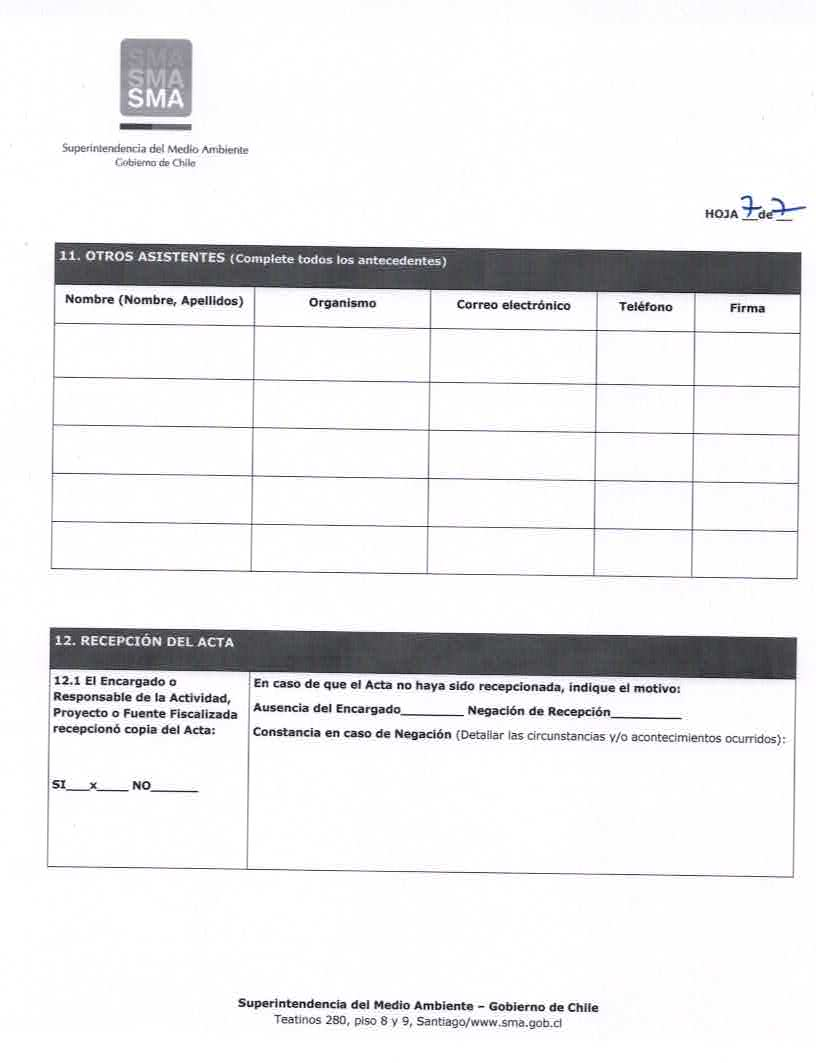 SMA
SMA
SMA
Superintendencia del Medio Ambiente
Gobierno de Chile
HOJA 7 de 7
11. OTROS ASISTENTES (Complete todos los antecedentes)
Nombre (Nombre, Apellidos) Organismo Correo electrónico Teléfono Firma
12. RECEPCIÓN DEL ACTA
12.1 El Encargado o
Responsable de la Actividad,
Proyecto o Fuente Fiscalizada
recepcionó copia del Acta:
SI___x____ NO______
En caso de que el Acta no haya sido recepcionada, indique el motivo:
Ausencia del Encargado________ Negación de Recepción_________
Constancia en caso de Negación (Detallar las circunstancias y/o acontecimientos ocurridos):
Superintendencia del Medio Ambiente – Gobierno de Chile
Teatinos 280, piso 8 y 9, Santiago/www.sma.gob.cl